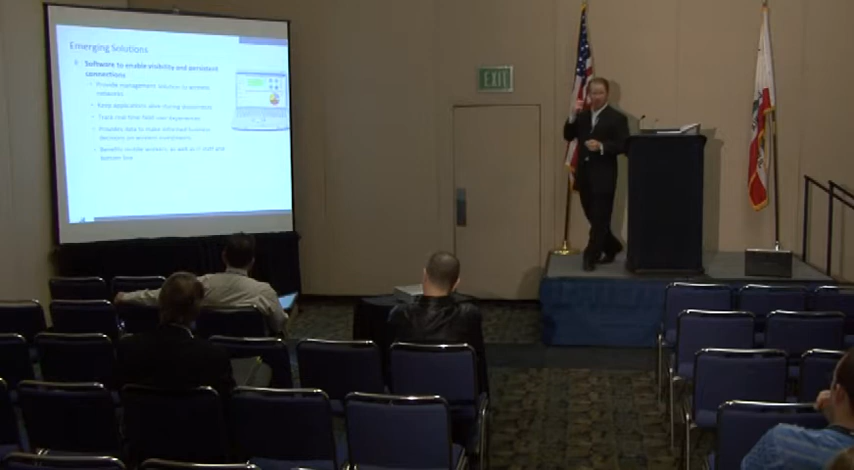 Emerging Solutions
Software to enable visibility and persistent
connections
Provide management solution to wireless
networks
Keep applications alive during
Track real time field user
Provides data to make informed business
decisions on wireless investments
Benefits mobile workers, as well as IT staff and
bottom line
EXIT